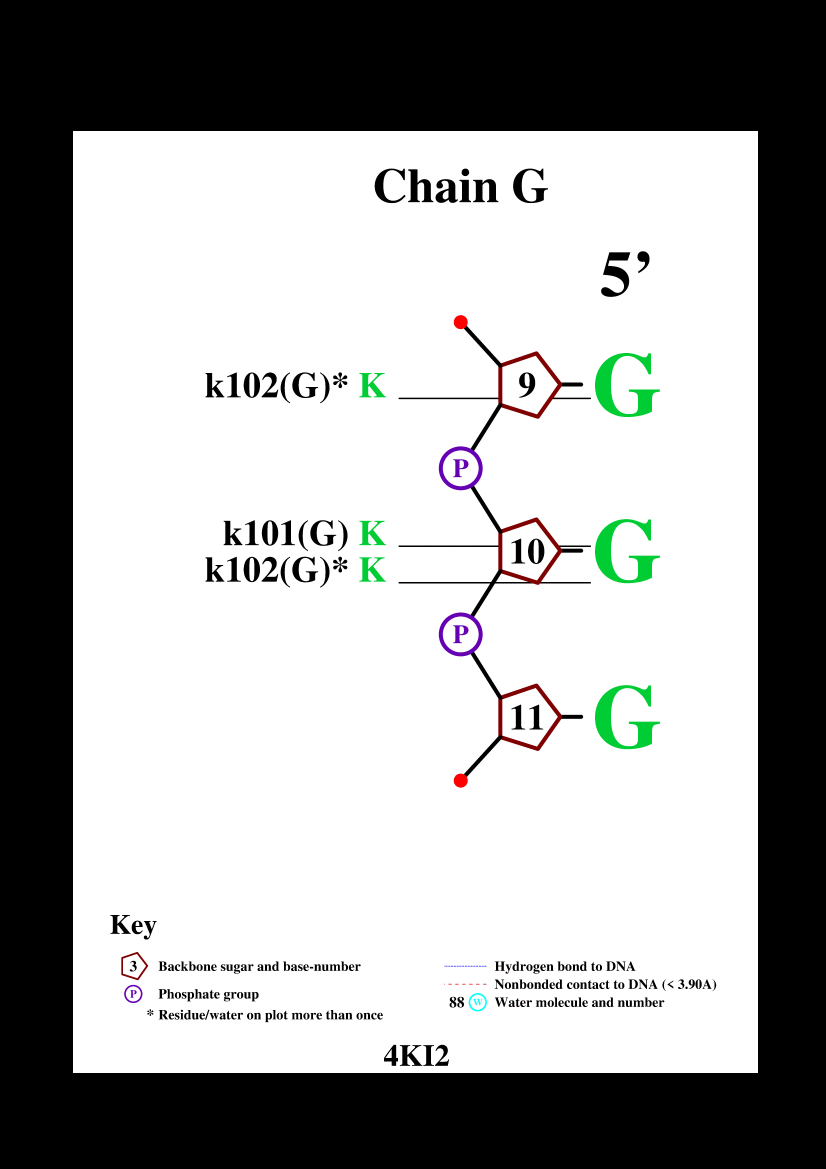 Chain G
5’
k102(G)* K
9
G
P
k101(G) K
10
G
k102(G)* K
P
11
G
Key
3 Backbone sugar and base-number
P Phosphate group
* Residue/water on plot more than once
Hydrogen bond to DNA
Nonbonded contact to DNA (< 3.90A)
88 W Water molecule and number
4KI2